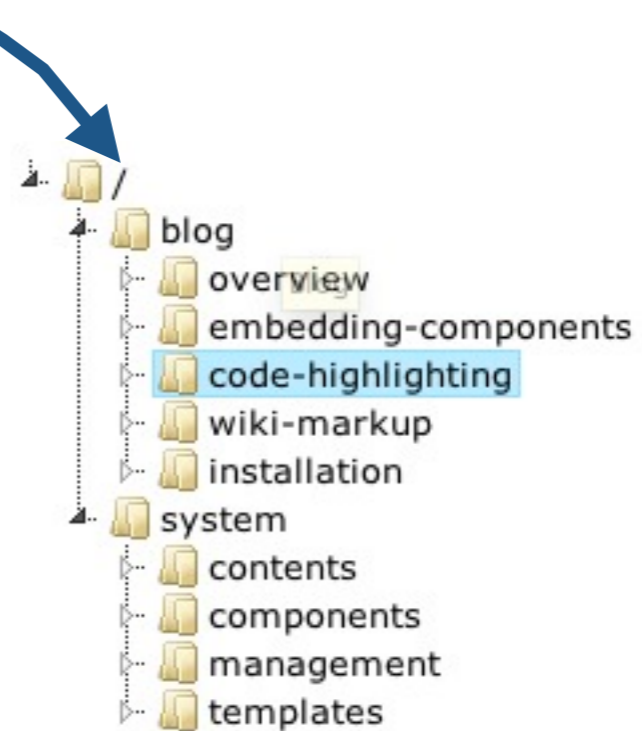 /
blog
overview
embedding-components
code-highlighting
wiki-markup
installation
system
contents
components
management
templates